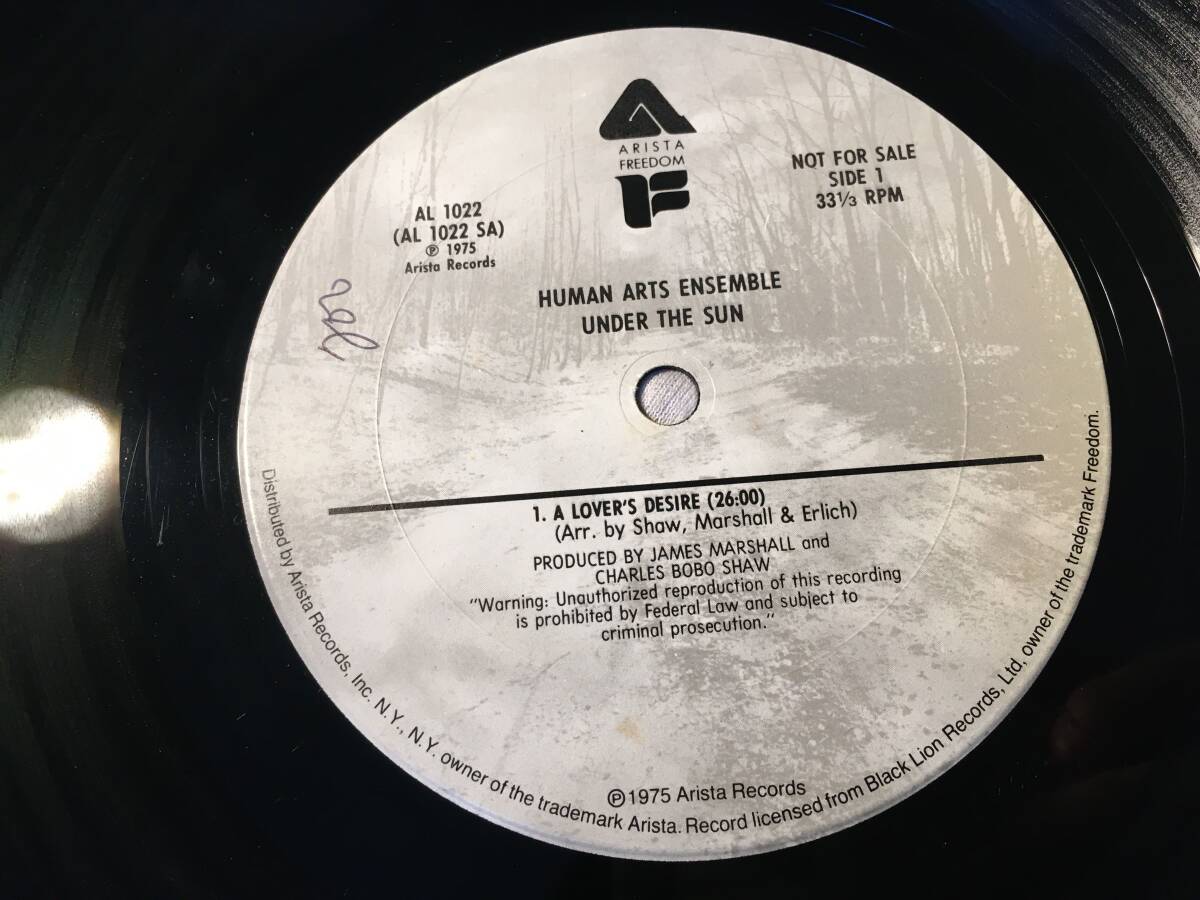 ARISTA
FREEDOM
NOT FOR SALE
SIDE 1
33⅓ RPM
AL 1022
(AL 1022 SA)
℗ 1975
Arista Records
HUMAN ARTS ENSEMBLE
UNDER THE SUN
1. A LOVER'S DESIRE (26:00)
(Arr. by Shaw, Marshall & Erlich)
PRODUCED BY JAMES MARSHALL and
CHARLES BOBO SHAW
"Warning: Unauthorized reproduction of this recording
is prohibited by Federal Law and subject to
criminal prosecution."
℗1975 Arista Records
Distributed by Arista Records, Inc. N.Y., N.Y. owner of the trademark Arista. Record licensed from Black Lion Records, Ltd, owner of the trademark Freedom.